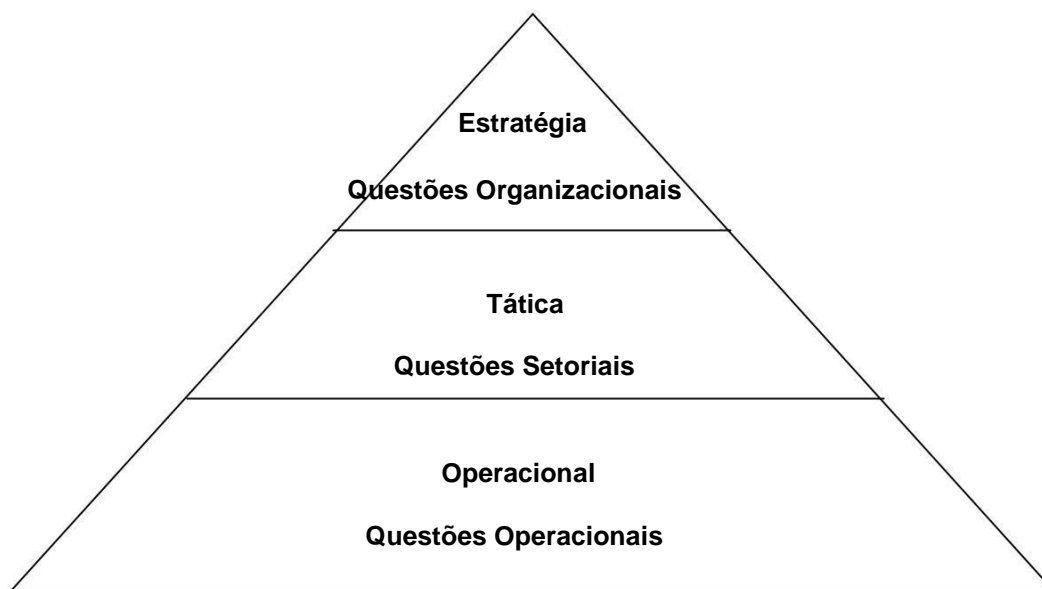 Estratégia
Questões Organizacionais
Tática
Questões Setoriais
Operacional
Questões Operacionais